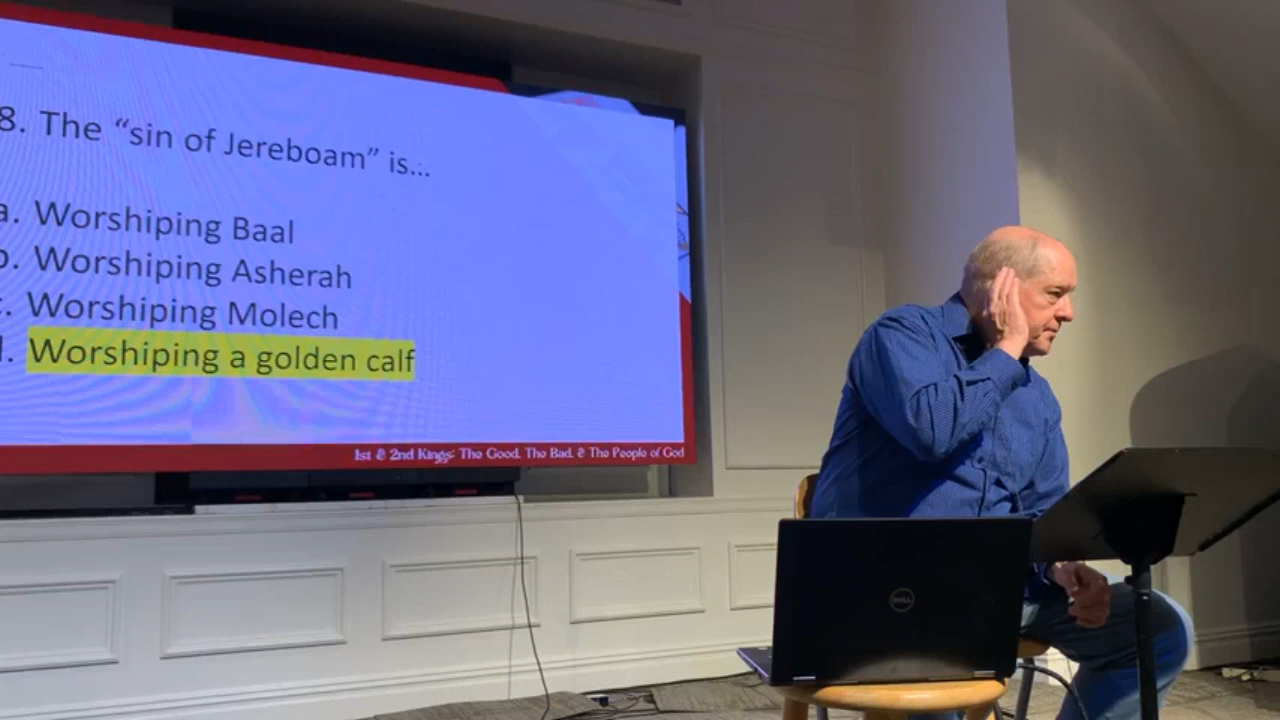 8. The “sin of Jereboam” is...
a. Worshiping Baal
b. Worshiping Asherah
c. Worshiping Molech
d. Worshiping a golden calf
1st & 2nd Kings: The Good, The Bad, & The People of God
DELL